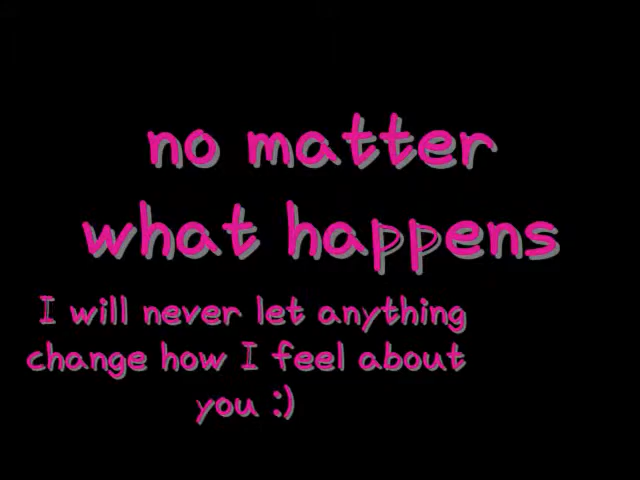 no matter
what happens
I will never let anything
change how I feel about
you :)